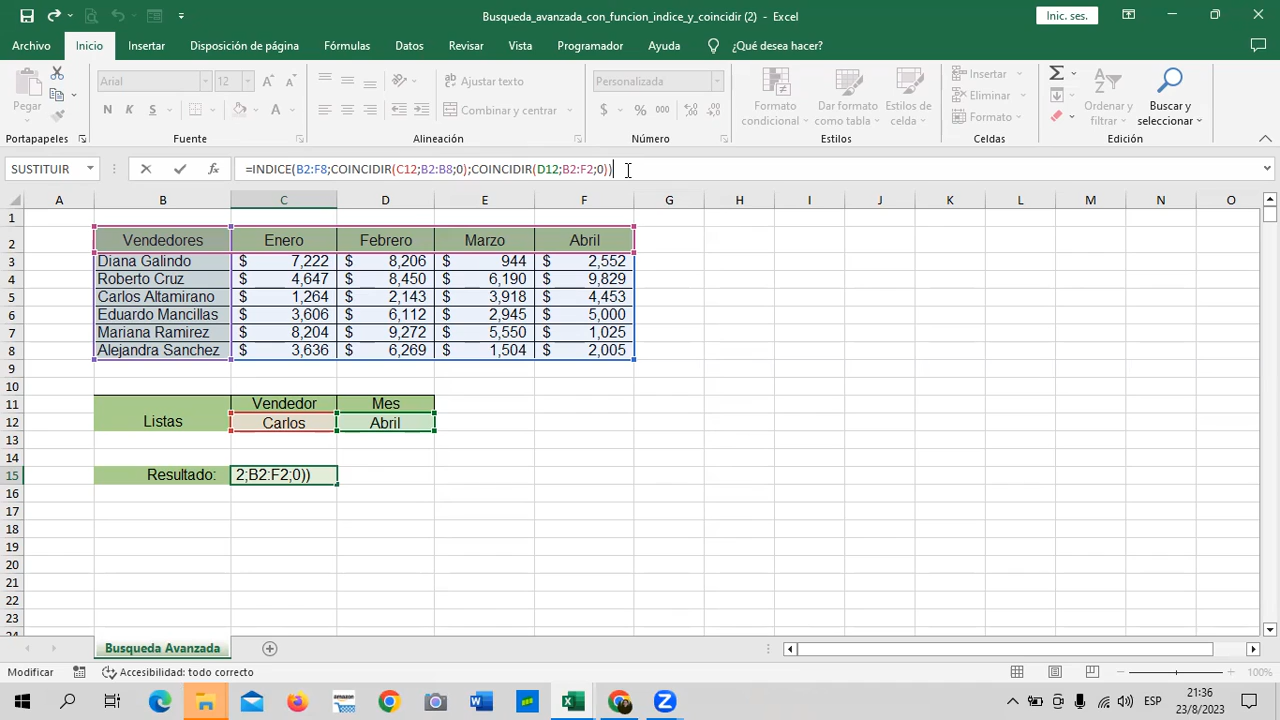 Busqueda_avanzada_con_funcion_indice_y_coincidir (2) - Excel
Inic. ses.
Archivo Inicio Insertar Disposición de página Fórmulas Datos Revisar Vista Programador Ayuda ¿Qué desea hacer?
Pegar
Arial 12
N K S
Ajustar texto
Combinar y centrar
Personalizada
$ % 000
Formato condicional
Dar formato como tabla
Estilos de celda
Insertar
Eliminar
Formato
Ordenar y filtrar
Buscar y seleccionar
Portapapeles Fuente Alineación Número Estilos Celdas Edición
SUSTITUIR fx =INDICE(B2:F8;COINCIDIR(C12;B2:B8;0);COINCIDIR(D12;B2:F2;0))
A B C D E F G H I J K L M N O
1
2 Vendedores Enero Febrero Marzo Abril
3 Diana Galindo $ 7,222 $ 8,206 $ 944 $ 2,552
4 Roberto Cruz $ 4,647 $ 8,450 $ 6,190 $ 9,829
5 Carlos Altamirano $ 1,264 $ 2,143 $ 3,918 $ 4,453
6 Eduardo Mancillas $ 3,606 $ 6,112 $ 2,945 $ 5,000
7 Mariana Ramirez $ 8,204 $ 9,272 $ 5,550 $ 1,025
8 Alejandra Sanchez $ 3,636 $ 6,269 $ 1,504 $ 2,005
9
10
11 Vendedor Mes
12 Listas Carlos Abril
13
14
15 Resultado: 2;B2:F2;0))
16
17
18
19
20
21
22
23
24
Busqueda Avanzada
Modificar Accesibilidad: todo correcto 100%
ESP 21:36
23/8/2023